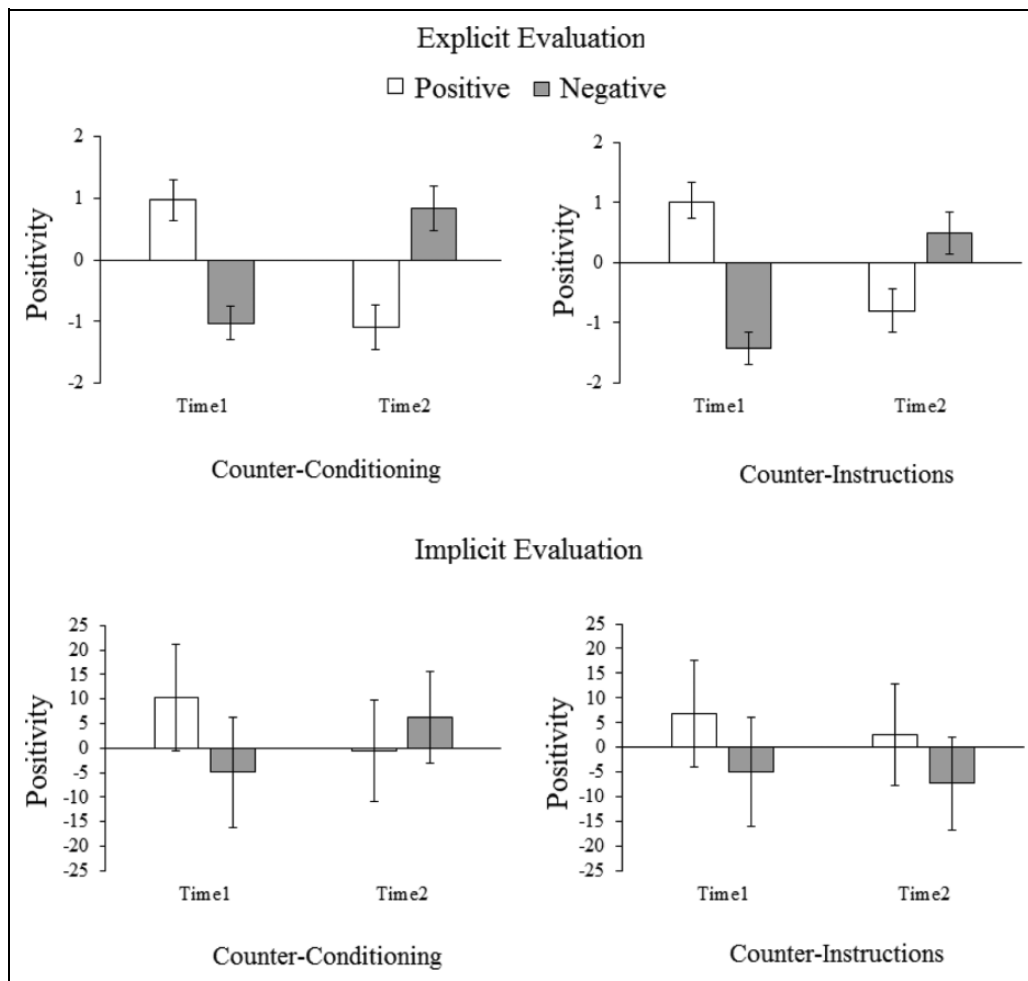 Explicit Evaluation
Positive Negative
Positivity
2
1
0
-1
-2
Time1 Time2
Counter-Conditioning
Positivity
2
1
0
-1
-2
Time1 Time2
Counter-Instructions
Implicit Evaluation
Positivity
25
20
15
10
5
0
-5
-10
-15
-20
-25
Time1 Time2
Counter-Conditioning
Positivity
25
20
15
10
5
0
-5
-10
-15
-20
-25
Time1 Time2
Counter-Instructions